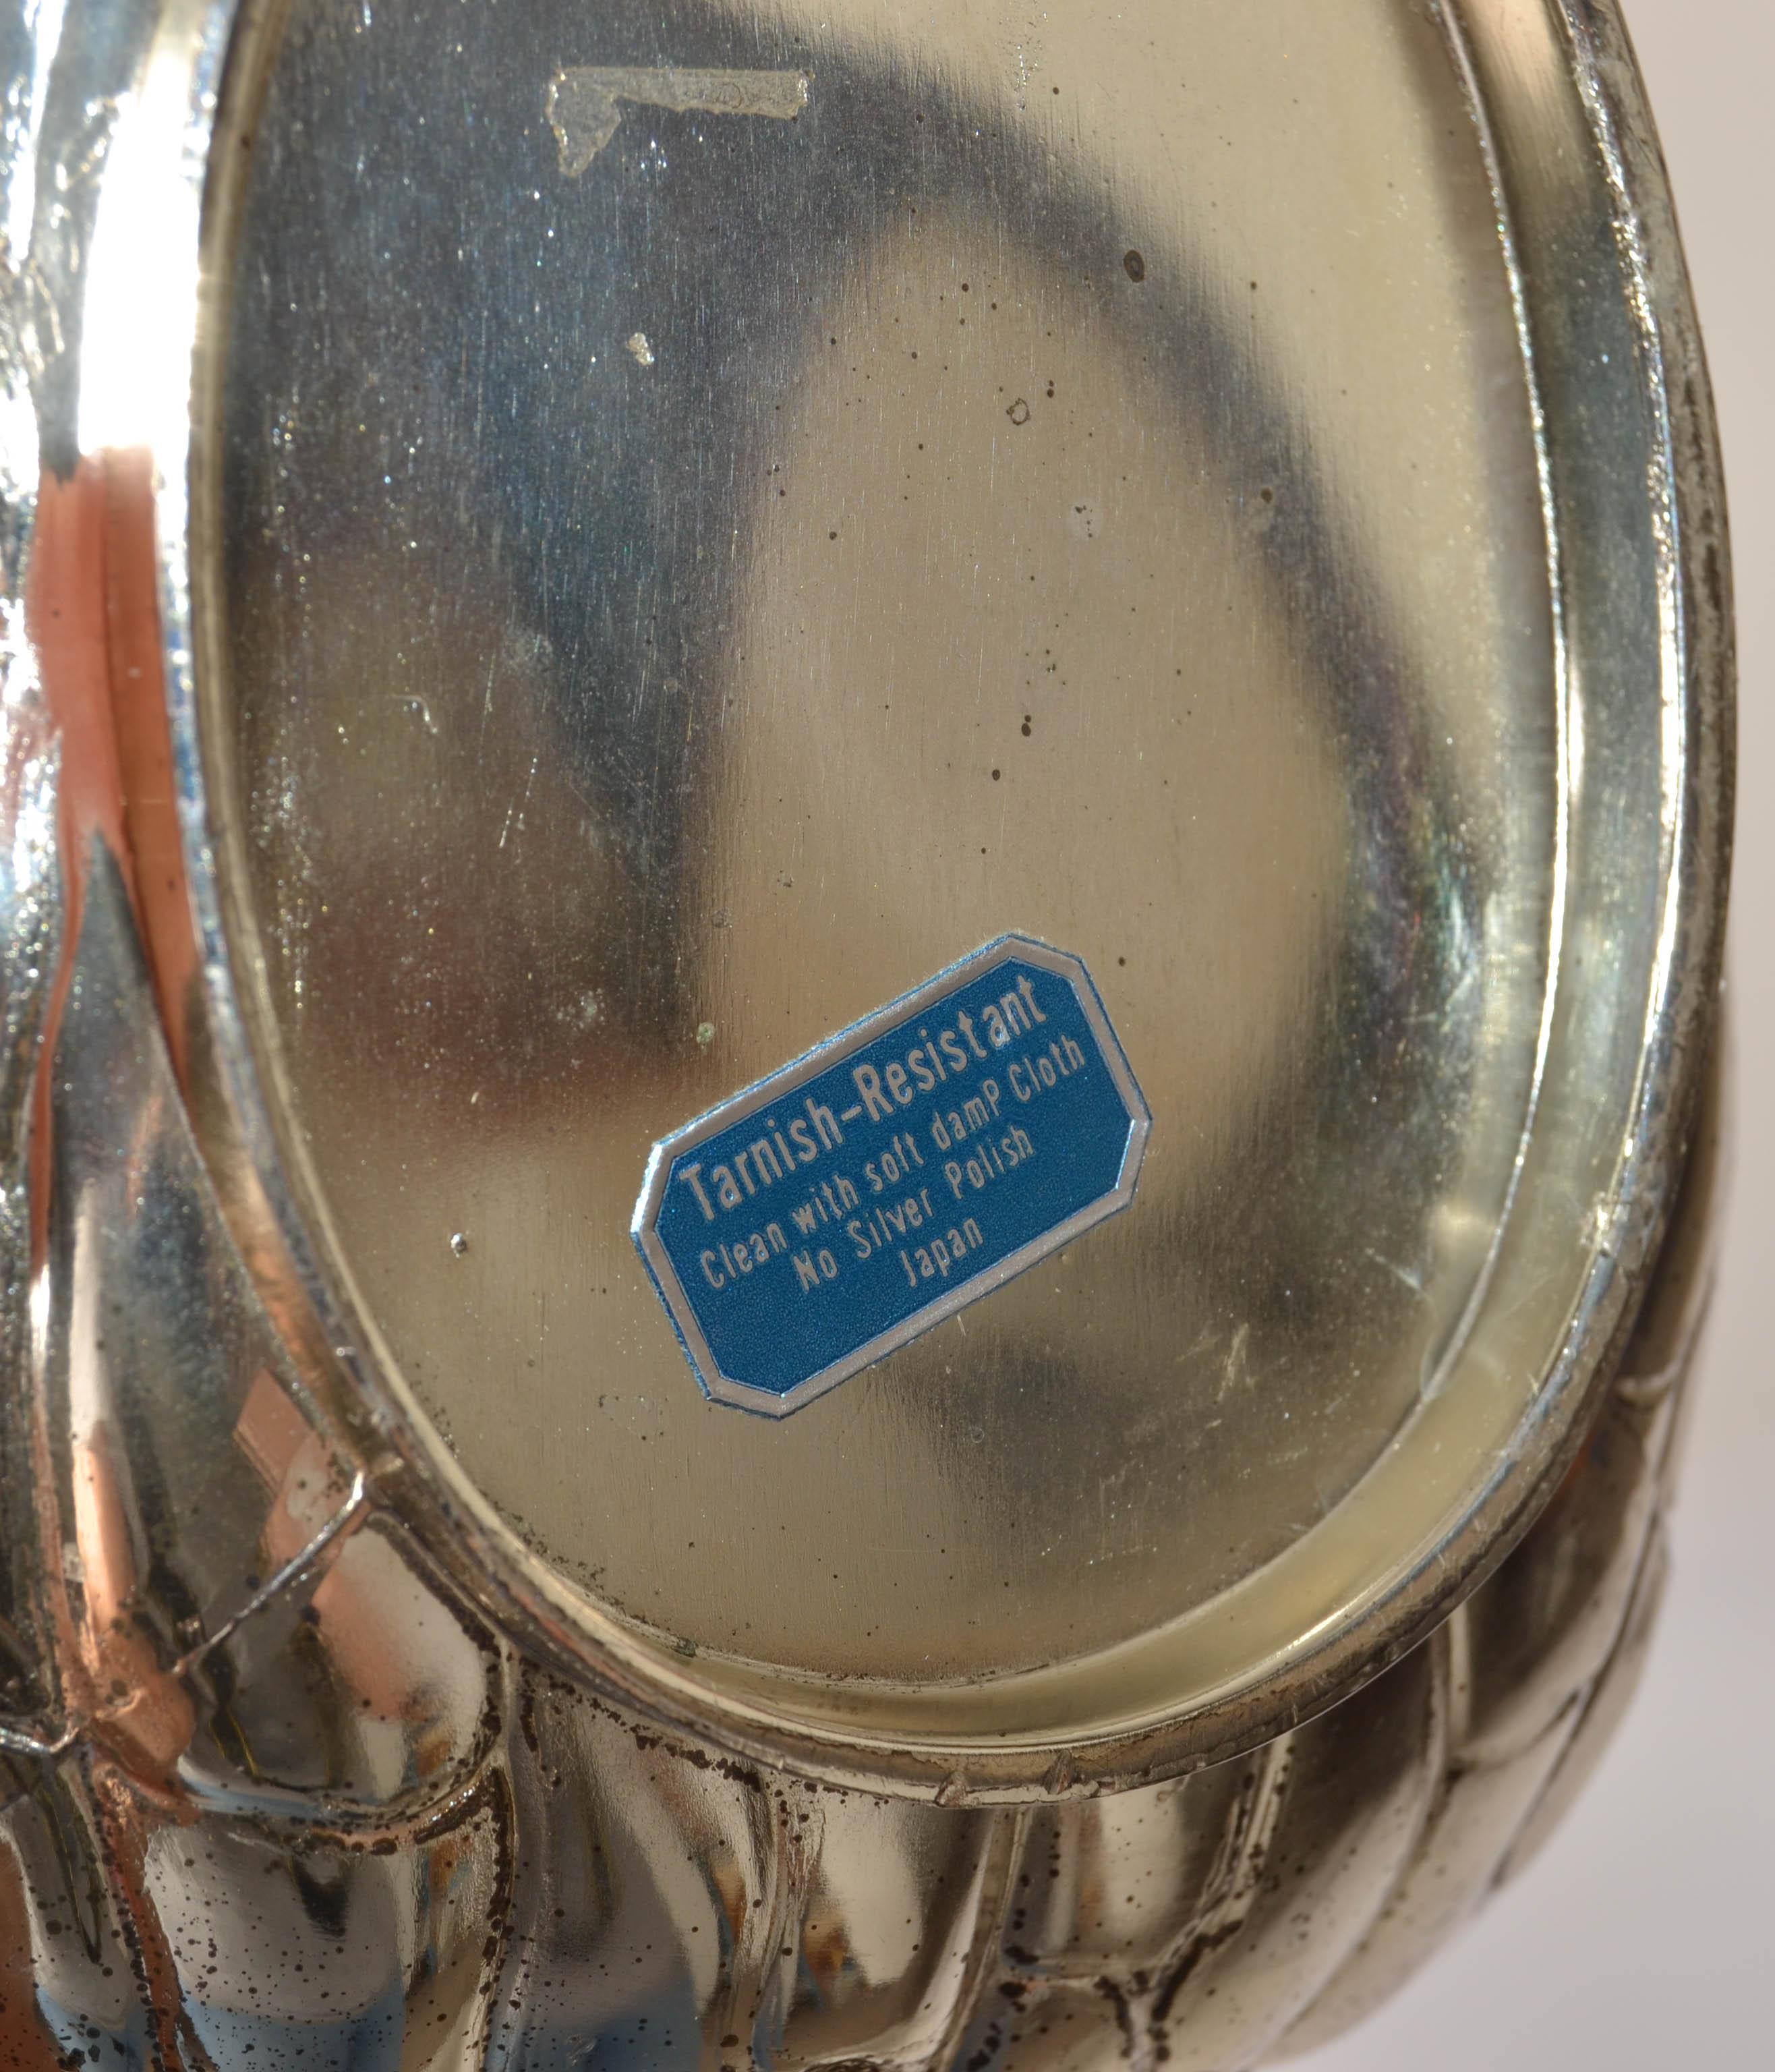 Tarnish-Resistant
Clean with soft damP Cloth
No Silver Polish
Japan